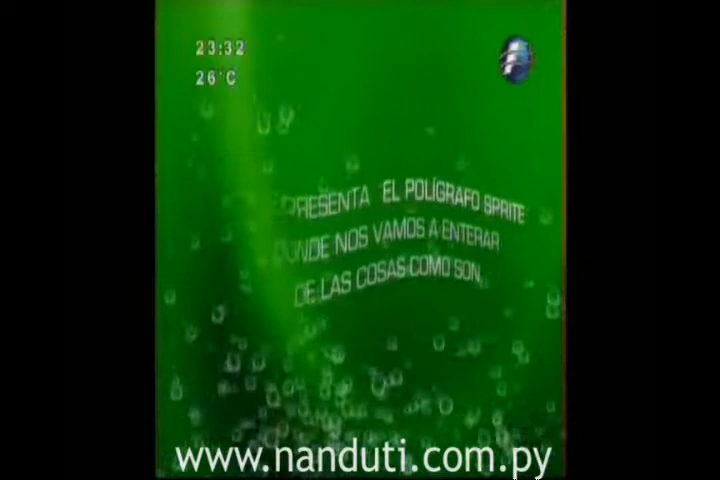 23:32
26°C
PRESENTA EL POLÍGRAFO SPRITE
DONDE NOS VAMOS A ENTERAR
DE LAS COSAS COMO SON...
www.nanduti.com.py